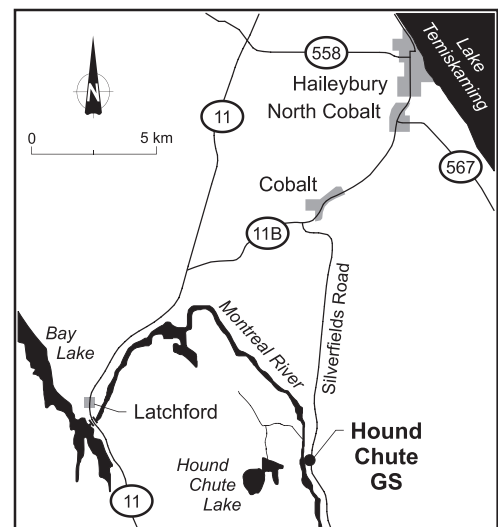 Lake
Temiskaming
558
Haileybury
N
11
North Cobalt
0 5 km
567
Cobalt
11B
Bay
Lake
Montreal River
Silverfields Road
Latchford
Hound
Chute
GS
Hound
Chute
Lake
11